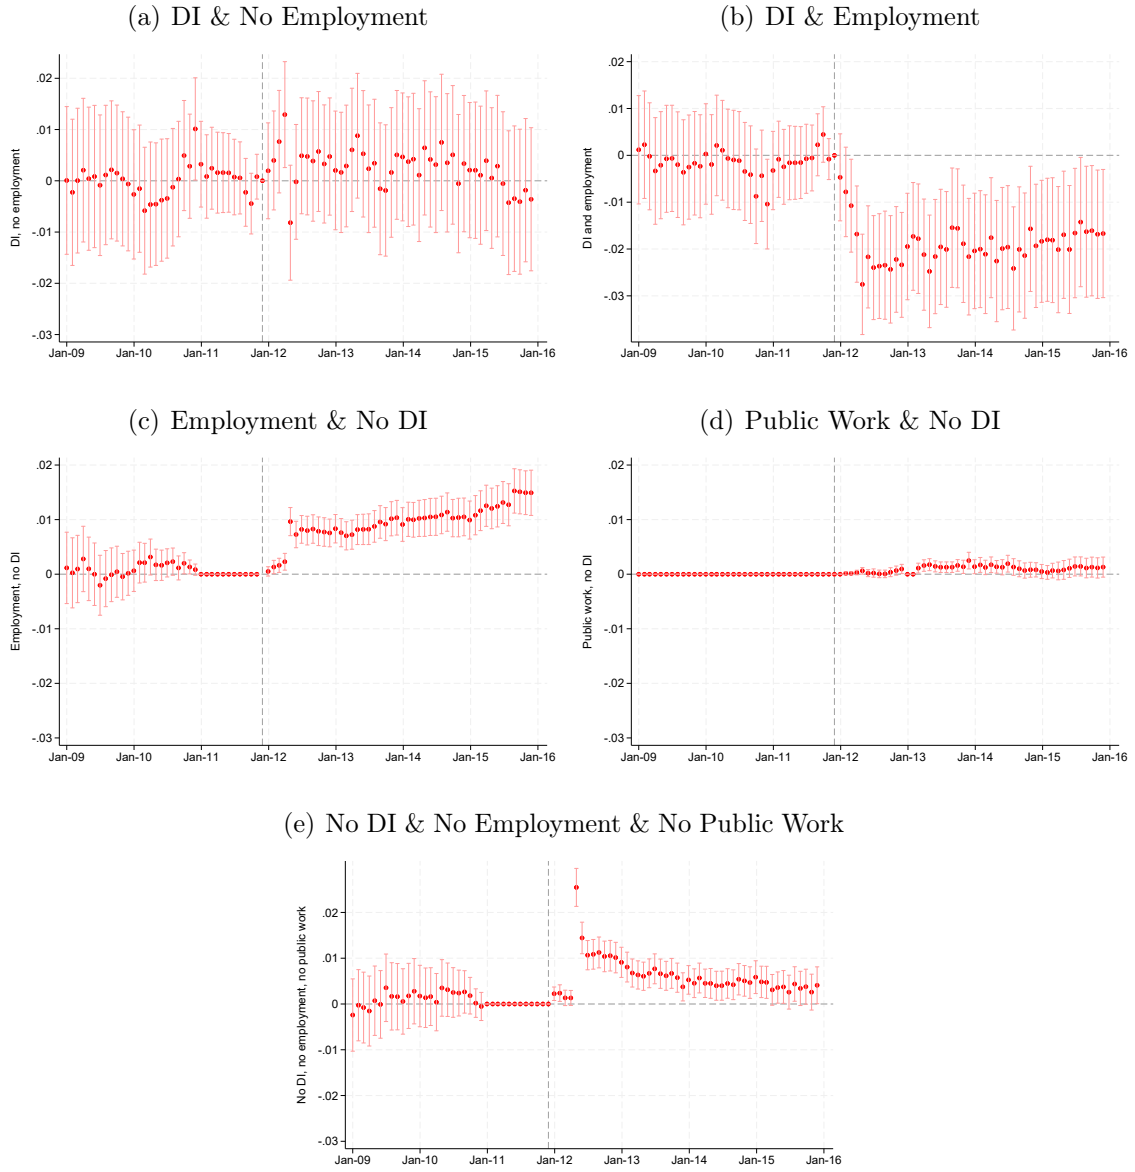 (a) DI & No Employment
DI, no employment
.02
.01
0
-.01
-.02
-.03
Jan-09 Jan-10 Jan-11 Jan-12 Jan-13 Jan-14 Jan-15 Jan-16
(b) DI & Employment
DI and employment
.02
.01
0
-.01
-.02
-.03
Jan-09 Jan-10 Jan-11 Jan-12 Jan-13 Jan-14 Jan-15 Jan-16
(c) Employment & No DI
Employment, no DI
.02
.01
0
-.01
-.02
-.03
Jan-09 Jan-10 Jan-11 Jan-12 Jan-13 Jan-14 Jan-15 Jan-16
(d) Public Work & No DI
Public work, no DI
.02
.01
0
-.01
-.02
-.03
Jan-09 Jan-10 Jan-11 Jan-12 Jan-13 Jan-14 Jan-15 Jan-16
(e) No DI & No Employment & No Public Work
No DI, no employment, no public work
.02
.01
0
-.01
-.02
-.03
Jan-09 Jan-10 Jan-11 Jan-12 Jan-13 Jan-14 Jan-15 Jan-16